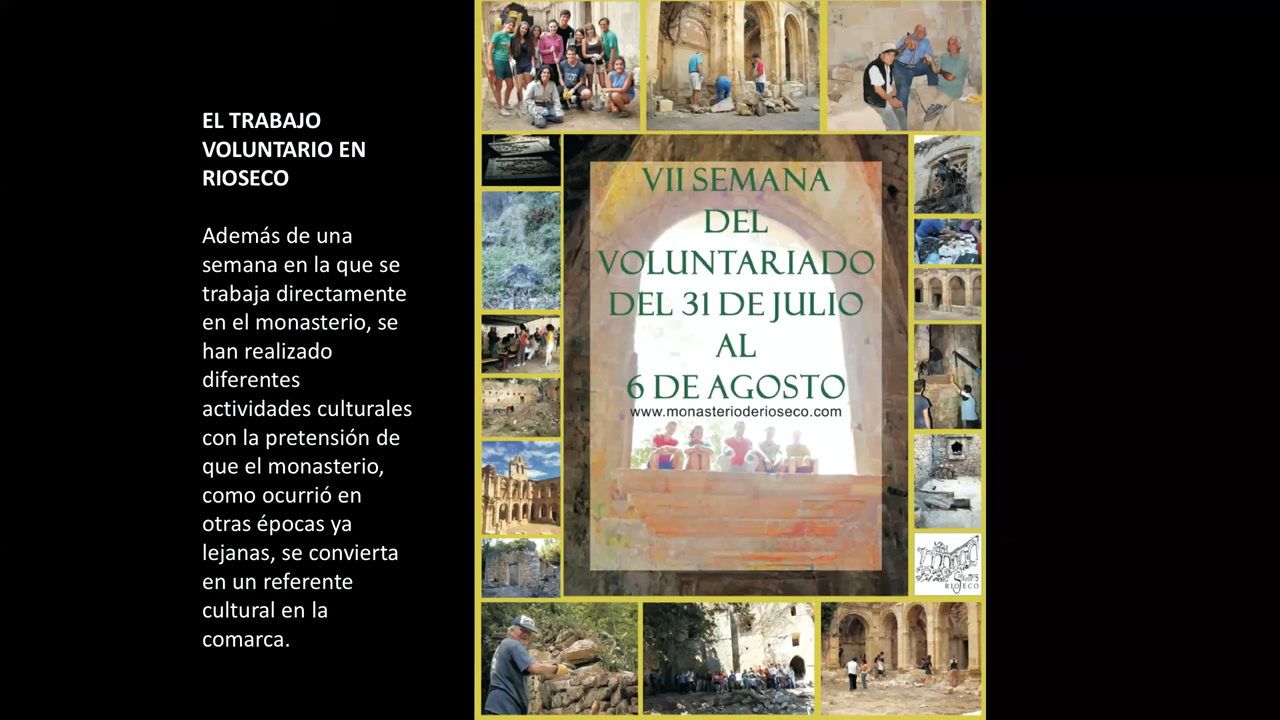 EL TRABAJO
VOLUNTARIO EN
RIOSECO
Además de una
semana en la que se
trabaja directamente
en el monasterio, se
han realizado
diferentes
actividades culturales
con la pretensión de
que el monasterio,
como ocurrió en
otras épocas ya
lejanas, se convierta
en un referente
cultural en la
comarca.
VII SEMANA
DEL
VOLUNTARIADO
DEL 31 DE JULIO
AL
6 DE AGOSTO
www.monasterioderioseco.com
RIOSECO